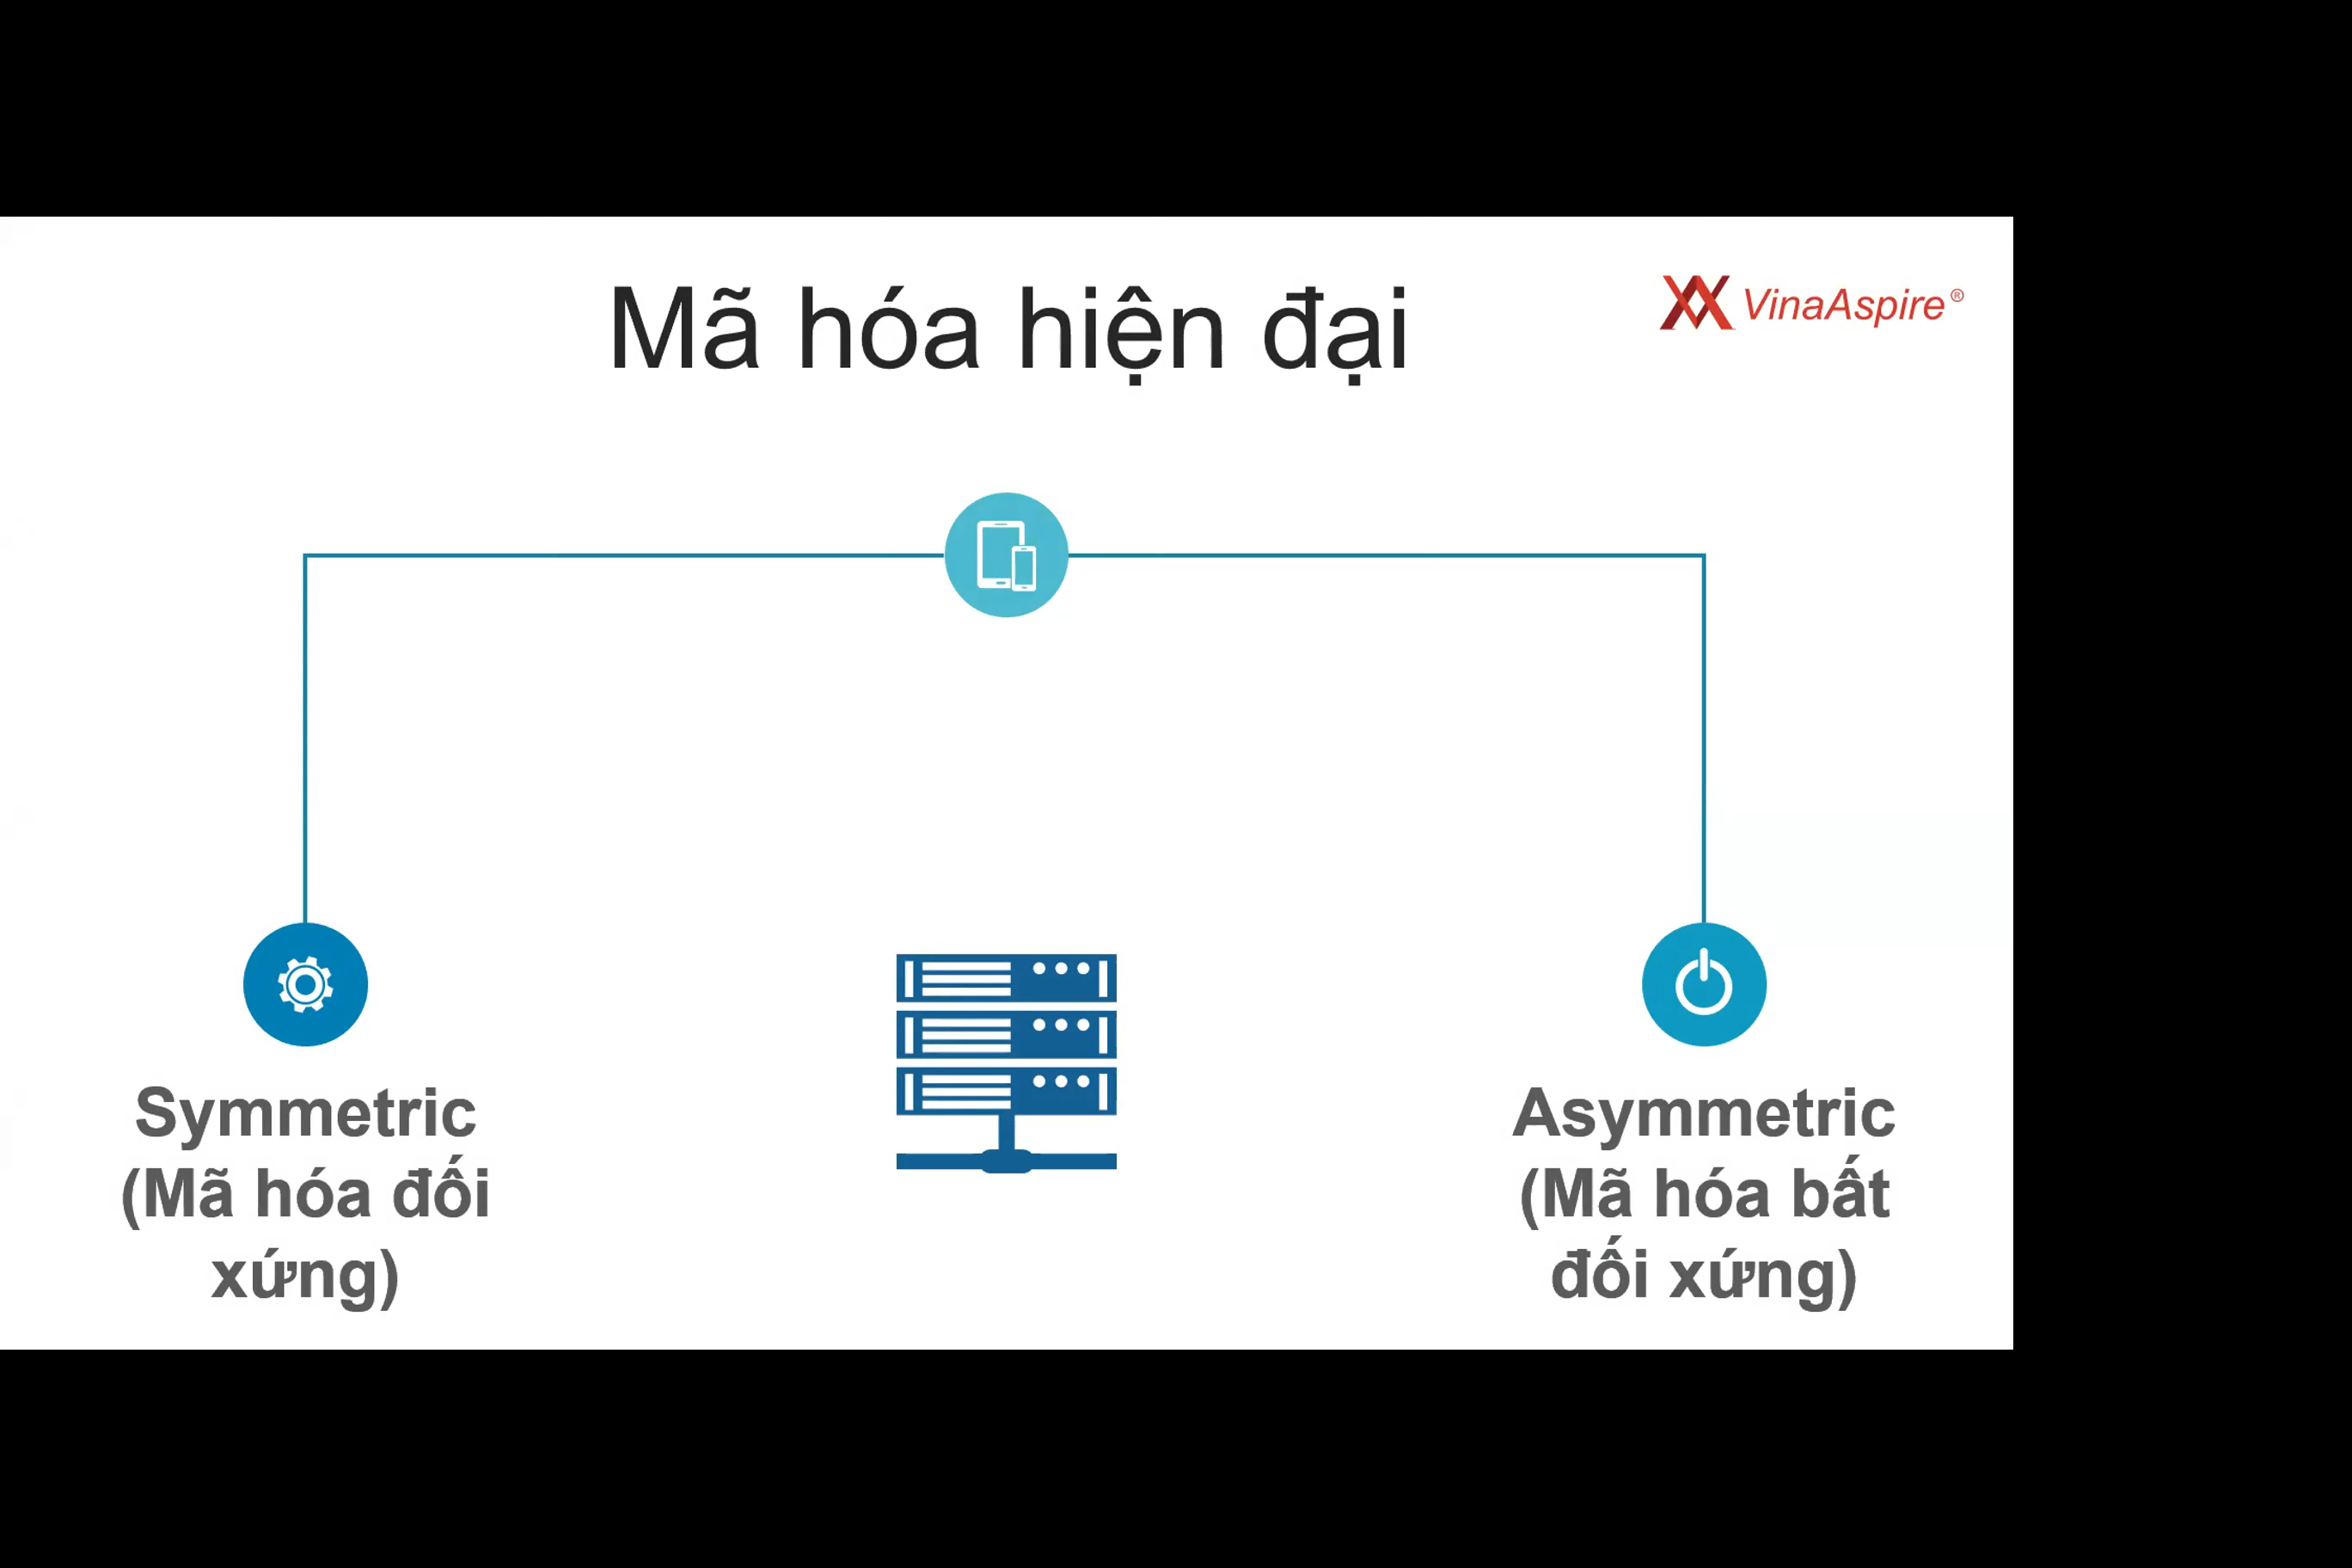 Mã hóa hiện đại
VinaAspire®
Symmetric
(Mã hóa đối
xứng)
Asymmetric
(Mã hóa bất
đối xứng)